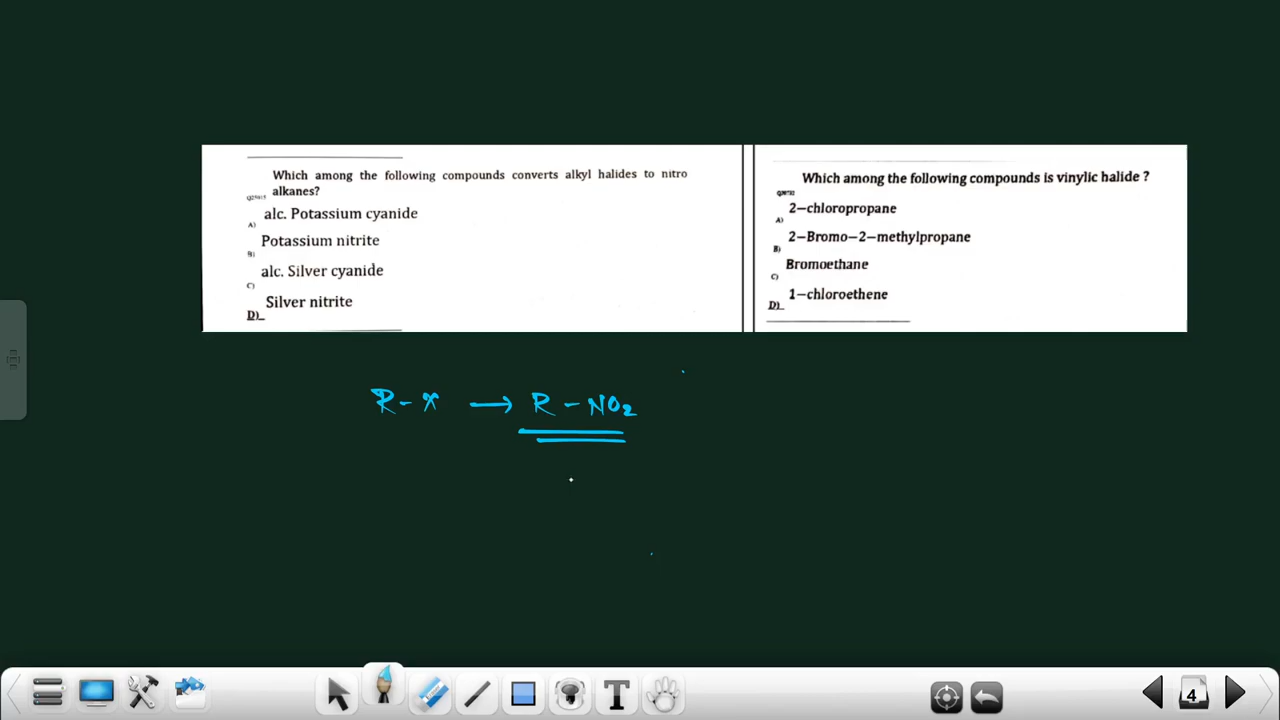 Which among the following compounds converts alkyl halides to nitro
alkanes?
alc. Potassium cyanide
A)
Potassium nitrite
B)
alc. Silver cyanide
C)
Silver nitrite
D)
Which among the following compounds is vinylic halide ?
2-chloropropane
A)
2-Bromo-2-methylpropane
B)
Bromoethane
C)
1-chloroethene
D)
R - X → R - NO₂
4